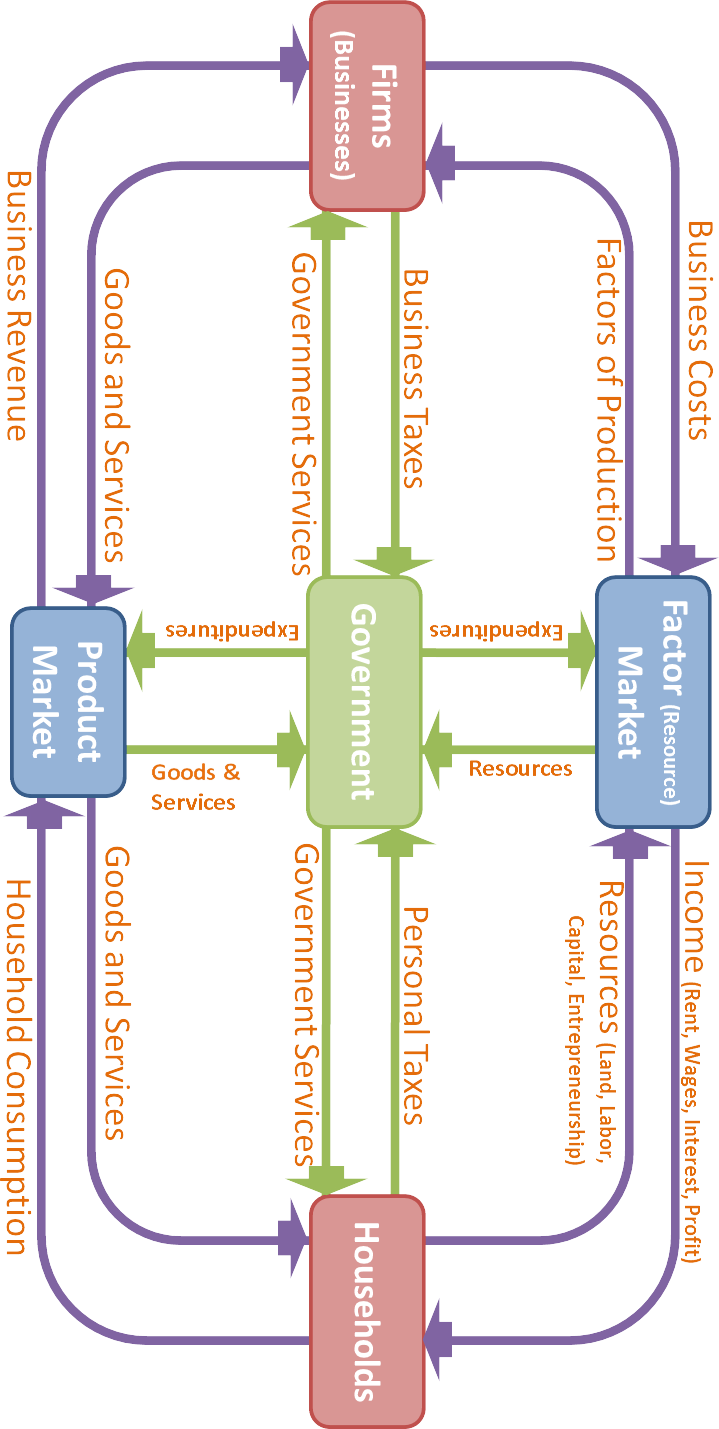 Business Costs
Factors of Production
Firms
(Businesses)
Business Taxes
Government Services
Goods and Services
Business Revenue
Factor (Resource)
Market
Expenditures
Resources
Government
Expenditures
Goods &
Services
Product
Market
Income (Rent, Wages, Interest, Profit)
Resources (Land, Labor,
Capital, Entrepreneurship)
Personal Taxes
Government Services
Households
Goods and Services
Household Consumption